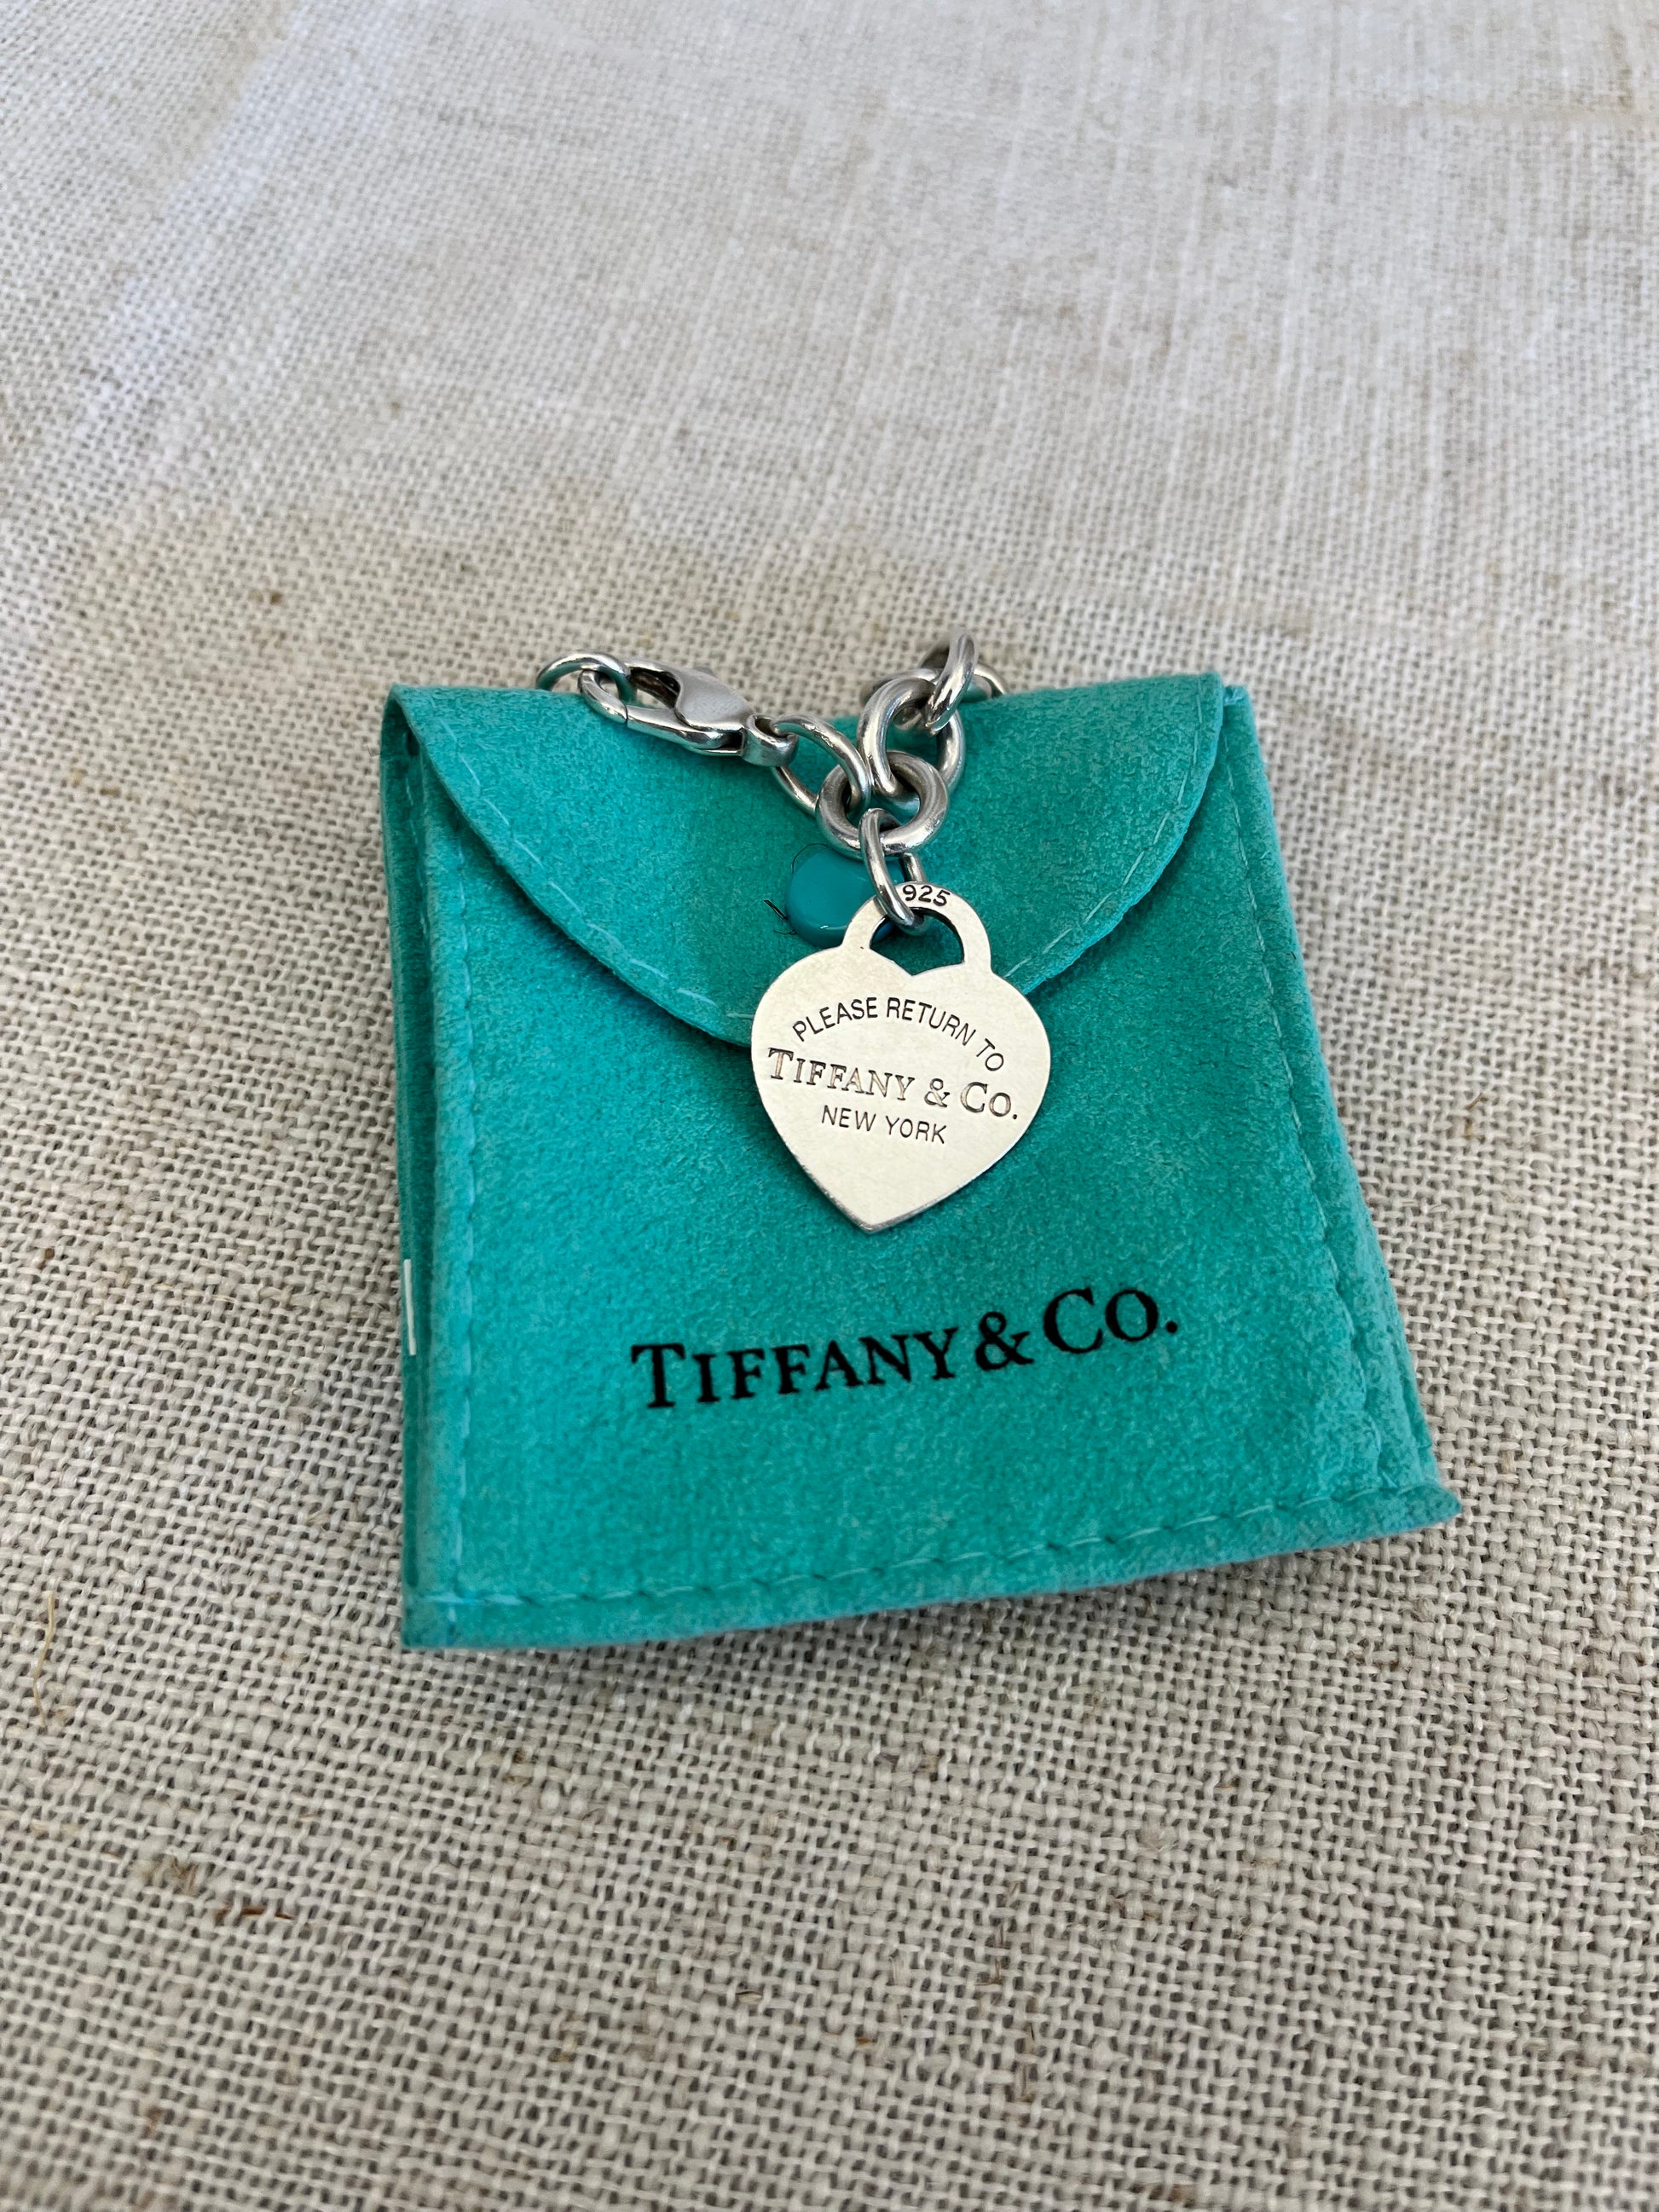 925
PLEASE RETURN TO
TIFFANY & CO.
NEW YORK
TIFFANY & CO.